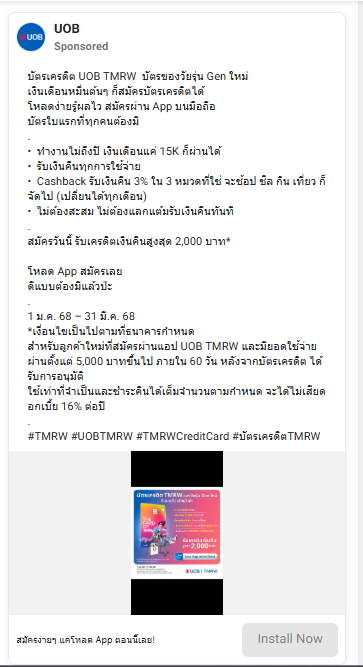 UOB
UOB
Sponsored
บัตรเครดิต UOB TMRW บัตรของวัยรุ่น Gen ใหม่
เงินเดือนหมื่นต้นๆ ก็สมัครบัตรเครดิตได้
โหลดง่ายรู้ผลไว สมัครผ่าน App บนมือถือ
บัตรใบแรกที่ทุกคนต้องมี
.
• ทำงานไม่ถึงปี เงินเดือนแค่ 15K ก็ผ่านได้
• รับเงินคืนทุกการใช้จ่าย
• Cashback รับเงินคืน 3% ใน 3 หมวดที่ใช่ จะช้อป ชิล กิน เที่ยว ก็
จัดไป (เปลี่ยนได้ทุกเดือน)
• ไม่ต้องสะสม ไม่ต้องแลกแต้มรับเงินคืนทันที
.
สมัครวันนี้ รับเครดิตเงินคืนสูงสุด 2,000 บาท*
โหลด App สมัครเลย
ดีแบบต้องมีแล้วป่ะ
.
1 ม.ค. 68 – 31 มี.ค. 68
*เงื่อนไขเป็นไปตามที่ธนาคารกำหนด
สำหรับลูกค้าใหม่ที่สมัครผ่านแอป UOB TMRW และมียอดใช้จ่าย
ผ่านตั้งแต่ 5,000 บาทขึ้นไป ภายใน 60 วัน หลังจากบัตรเครดิต ได้
รับการอนุมัติ
ใช้เท่าที่จำเป็นและชำระคืนได้เต็มจำนวนตามกำหนด จะได้ไม่เสียด
อกเบี้ย 16% ต่อปี
.
#TMRW #UOBTMRW #TMRWCreditCard #บัตรเครดิตTMRW
บัตรเครดิต TMRW
2,000
UOB | TMRW
สมัครง่ายๆ แค่โหลด App ตอนนี้เลย!
Install Now